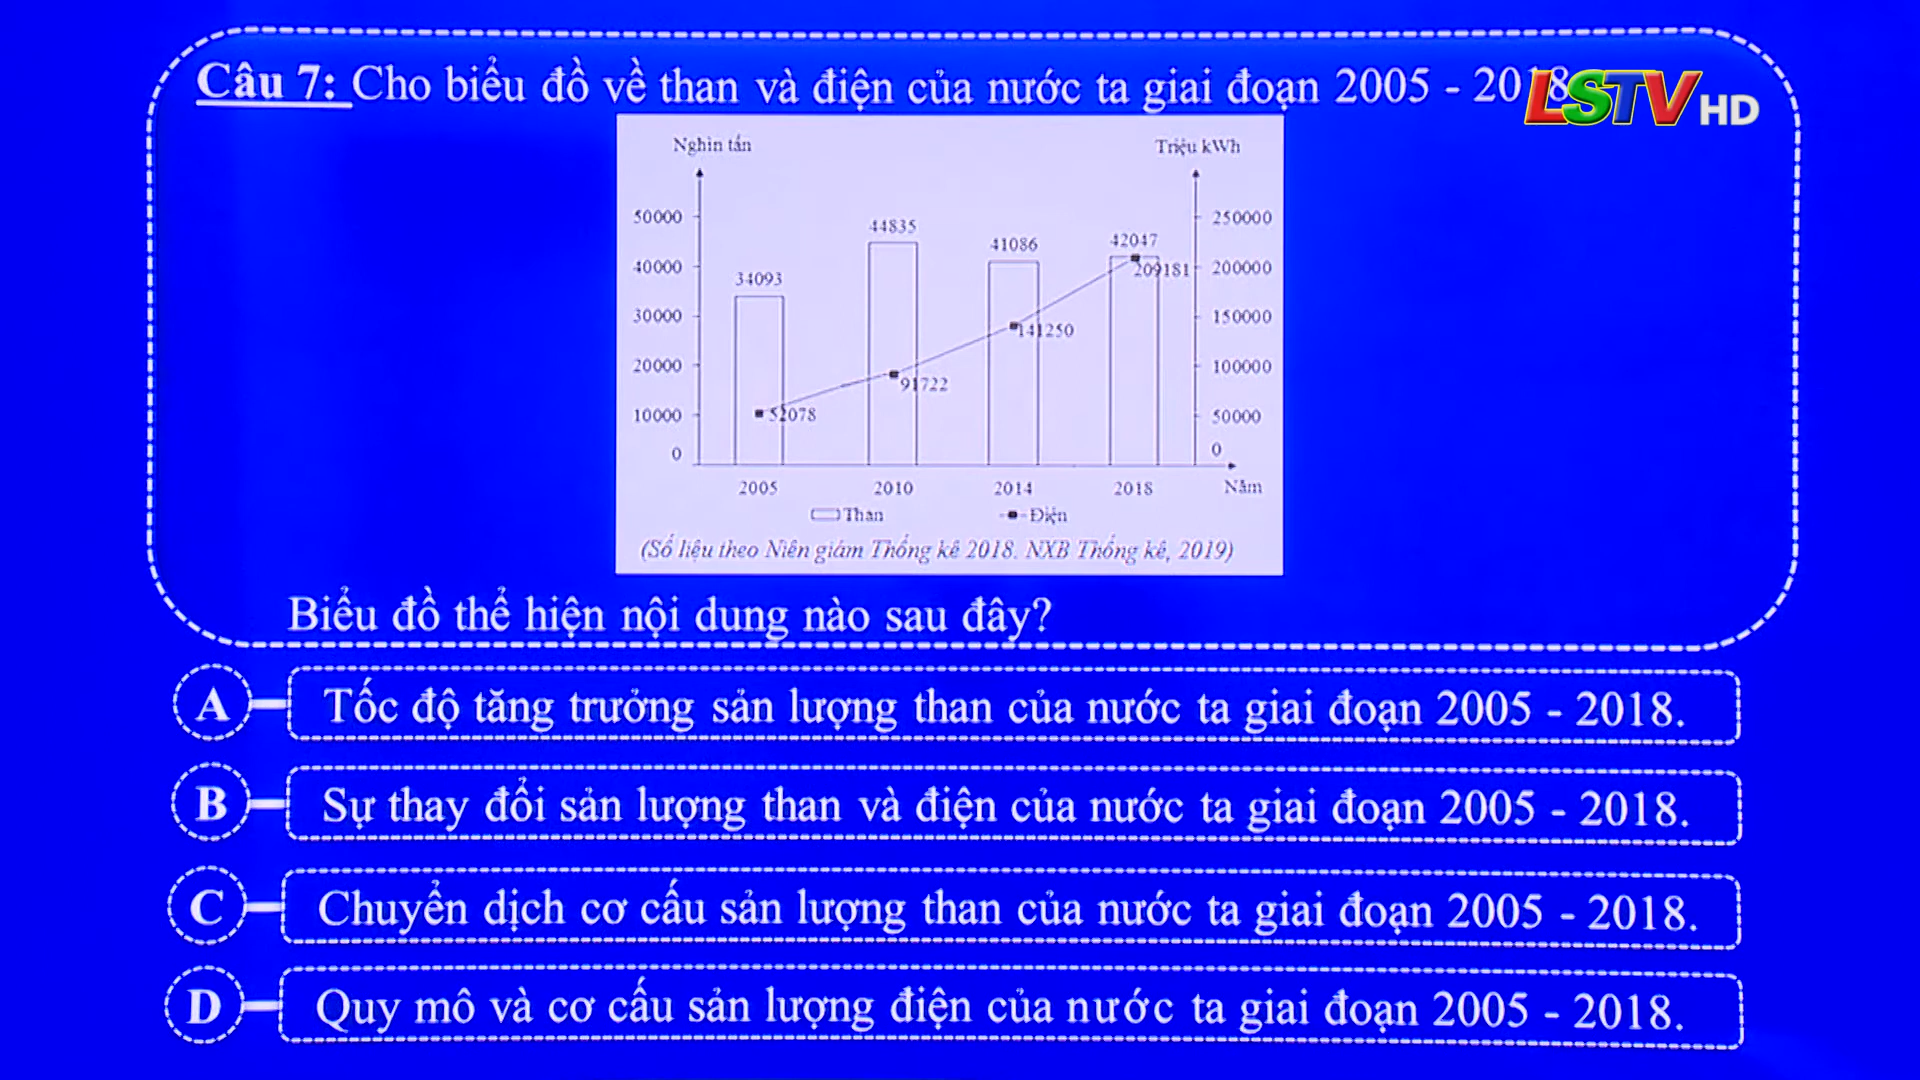 Câu 7: Cho biểu đồ về than và điện của nước ta giai đoạn 2005 - 2018
LSTV HD
Nghìn tấn
Triệu kWh
50000
40000
30000
20000
10000
0
250000
200000
150000
100000
50000
0
34093
44835
41086
42047
52078
91722
141250
209181
2005 2010 2014 2018 Năm
Than Điện
(Số liệu theo Niên giám Thống kê 2018. NXB Thống kê, 2019)
Biểu đồ thể hiện nội dung nào sau đây?
A Tốc độ tăng trưởng sản lượng than của nước ta giai đoạn 2005 - 2018.
B Sự thay đổi sản lượng than và điện của nước ta giai đoạn 2005 - 2018.
C Chuyển dịch cơ cấu sản lượng than của nước ta giai đoạn 2005 - 2018.
D Quy mô và cơ cấu sản lượng điện của nước ta giai đoạn 2005 - 2018.